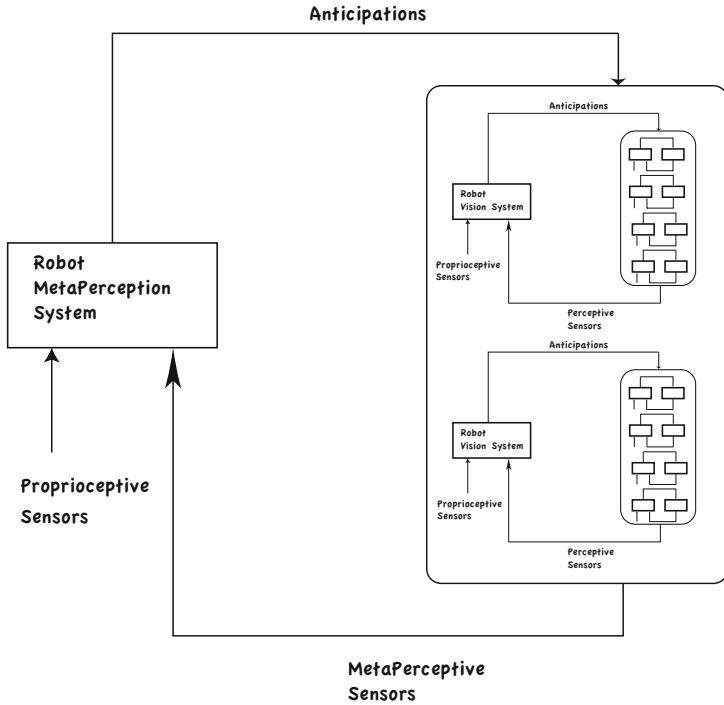 Anticipations
Anticipations
Robot
Vision System
Proprioceptive
Sensors
Perceptive
Sensors
Robot
MetaPerception
System
Proprioceptive
Sensors
Anticipations
Robot
Vision System
Proprioceptive
Sensors
Perceptive
Sensors
MetaPerceptive
Sensors